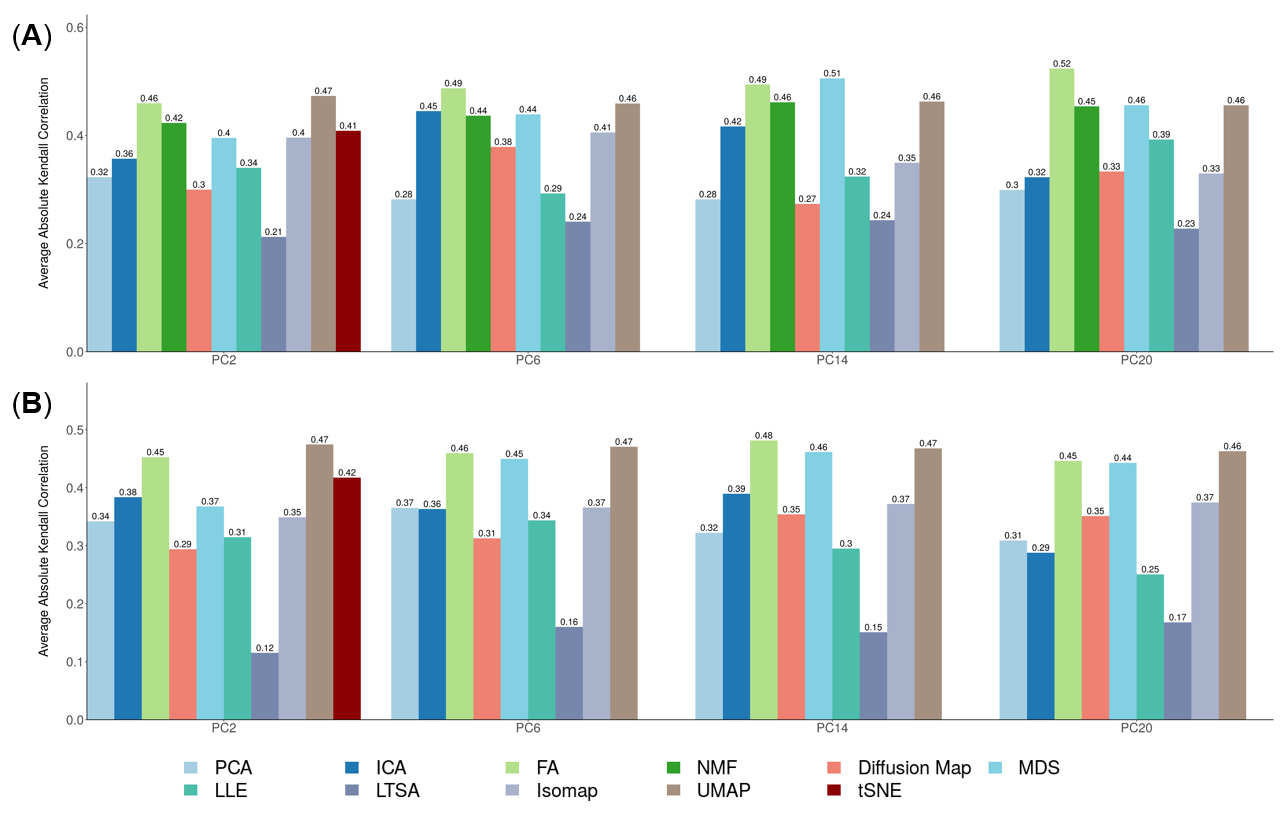 (A)
Average Absolute Kendall Correlation
0.6
0.4
0.2
0.0
0.32 0.36 0.46 0.42 0.3 0.4 0.34 0.21 0.4 0.47 0.41
0.28 0.45 0.49 0.44 0.38 0.44 0.29 0.24 0.41 0.46
0.28 0.42 0.49 0.46 0.27 0.51 0.32 0.24 0.35 0.46
0.3 0.32 0.52 0.45 0.33 0.46 0.39 0.23 0.33 0.46
PC2 PC6 PC14 PC20
(B)
Average Absolute Kendall Correlation
0.5
0.4
0.3
0.2
0.1
0.0
0.34 0.38 0.45 0.29 0.37 0.31 0.12 0.35 0.47 0.42
0.37 0.36 0.46 0.31 0.45 0.34 0.16 0.37 0.47
0.32 0.39 0.48 0.35 0.46 0.3 0.15 0.37 0.47
0.31 0.29 0.45 0.35 0.44 0.25 0.17 0.37 0.46
PC2 PC6 PC14 PC20
PCA ICA FA NMF Diffusion Map MDS
LLE LTSA Isomap UMAP tSNE